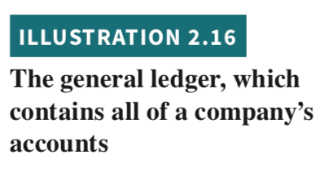 ILLUSTRATION 2.16
The general ledger, which
contains all of a company’s
accounts